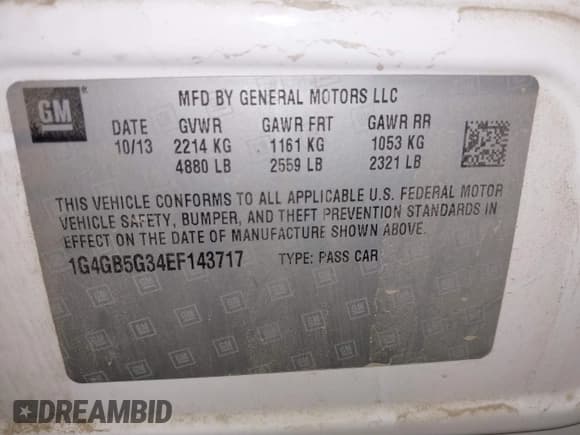 GM ®
MFD BY GENERAL MOTORS LLC
DATE GVWR GAWR FRT GAWR RR
10/13 2214 KG 1161 KG 1053 KG
4880 LB 2559 LB 2321 LB
THIS VEHICLE CONFORMS TO ALL APPLICABLE U.S. FEDERAL MOTOR
VEHICLE SAFETY, BUMPER, AND THEFT PREVENTION STANDARDS IN
EFFECT ON THE DATE OF MANUFACTURE SHOWN ABOVE.
1G4GB5G34EF143717 TYPE: PASS CAR
DREAMBID